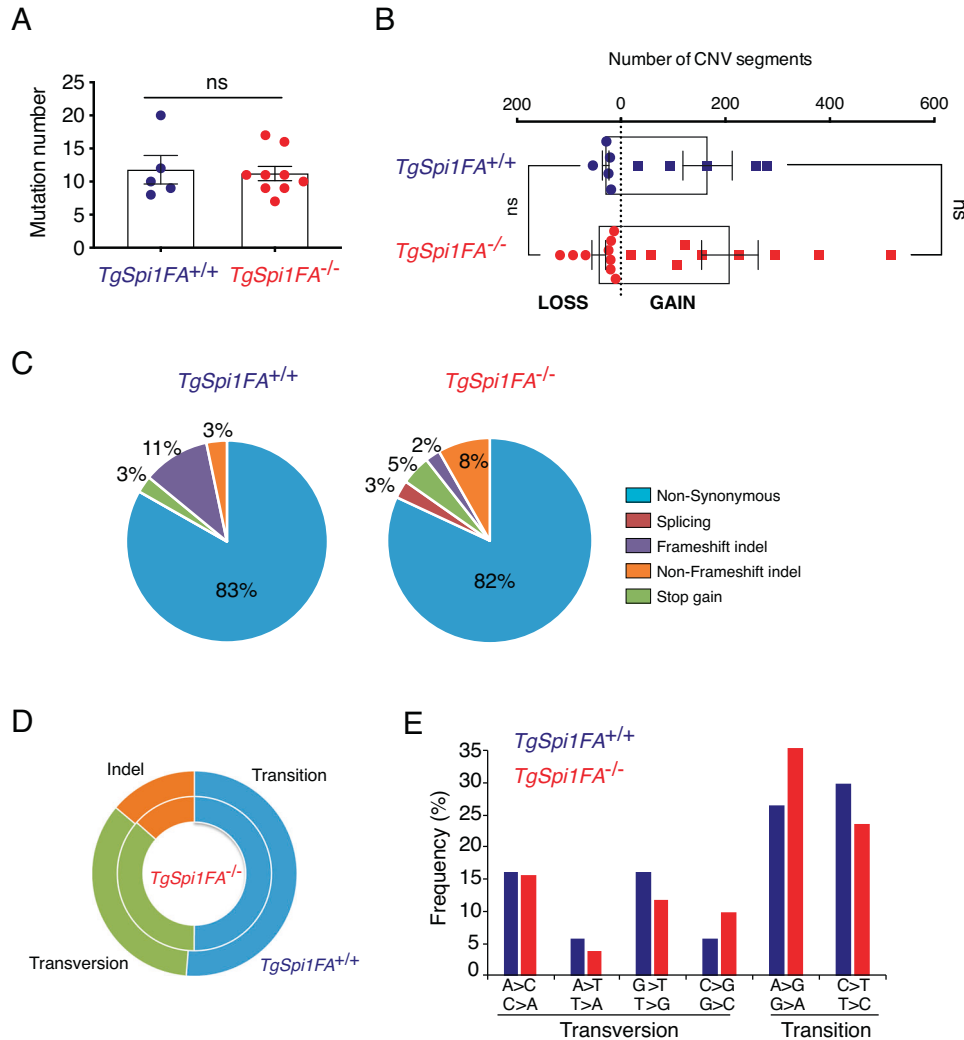 A
ns
Mutation number
25
20
15
10
5
0
TgSpi1FA+/+
TgSpi1FA-/-
B
Number of CNV segments
200
0
200
400
600
TgSpi1FA+/+
TgSpi1FA-/-
ns
ns
LOSS
GAIN
C
TgSpi1FA+/+
3%
11%
3%
83%
TgSpi1FA-/-
3%
5%
2%
8%
82%
Non-Synonymous
Splicing
Frameshift indel
Non-Frameshift indel
Stop gain
D
Indel
Transition
TgSpi1FA-/-
Transversion
TgSpi1FA+/+
E
TgSpi1FA+/+
TgSpi1FA-/-
Frequency (%)
35
30
25
20
15
10
5
0
A>C A>T G>T C>G A>G C>T
C>A T>A T>G G>C G>A T>C
Transversion Transition